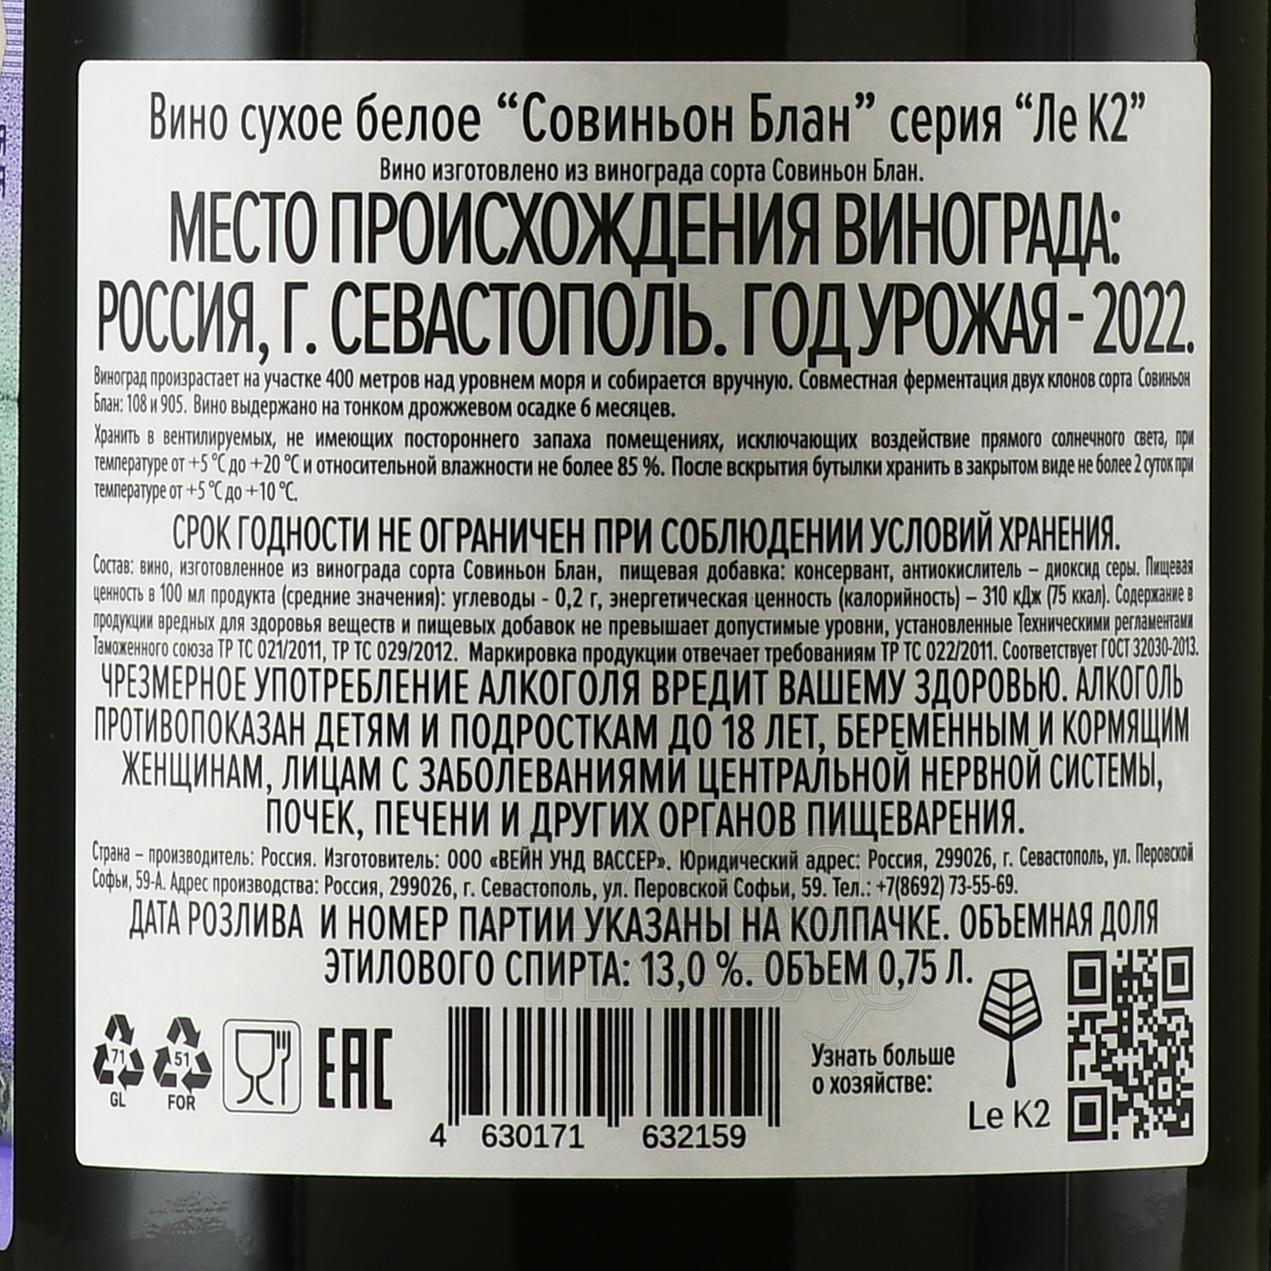 Вино сухое белое “Совиньон Блан” серия “Ле К2”
Вино изготовлено из винограда сорта Совиньон Блан.
МЕСТО ПРОИСХОЖДЕНИЯ ВИНОГРАДА:
РОССИЯ, Г. СЕВАСТОПОЛЬ. ГОД УРОЖАЯ - 2022.
Виноград произрастает на участке 400 метров над уровнем моря и собирается вручную. Совместная ферментация двух клонов сорта Совиньон
Блан: 108 и 905. Вино выдержано на тонком дрожжевом осадке 6 месяцев.
Хранить в вентилируемых, не имеющих постороннего запаха помещениях, исключающих воздействие прямого солнечного света, при
температуре от +5 °С до +20 °С и относительной влажности не более 85 %. После вскрытия бутылки хранить в закрытом виде не более 2 суток при
температуре от +5 °С до +10 °С.
СРОК ГОДНОСТИ НЕ ОГРАНИЧЕН ПРИ СОБЛЮДЕНИИ УСЛОВИЙ ХРАНЕНИЯ.
Состав: вино, изготовленное из винограда сорта Совиньон Блан, пищевая добавка: консервант, антиокислитель – диоксид серы. Пищевая
ценность в 100 мл продукта (средние значения): углеводы - 0,2 г, энергетическая ценность (калорийность) – 310 кДж (75 ккал). Содержание в
продукции вредных для здоровья веществ и пищевых добавок не превышает допустимые уровни, установленные Техническими регламентами
Таможенного союза ТР ТС 021/2011, ТР ТС 029/2012. Маркировка продукции отвечает требованиям ТР ТС 022/2011. Соответствует ГОСТ 32030-2013.
ЧРЕЗМЕРНОЕ УПОТРЕБЛЕНИЕ АЛКОГОЛЯ ВРЕДИТ ВАШЕМУ ЗДОРОВЬЮ. АЛКОГОЛЬ
ПРОТИВОПОКАЗАН ДЕТЯМ И ПОДРОСТКАМ ДО 18 ЛЕТ, БЕРЕМЕННЫМ И КОРМЯЩИМ
ЖЕНЩИНАМ, ЛИЦАМ С ЗАБОЛЕВАНИЯМИ ЦЕНТРАЛЬНОЙ НЕРВНОЙ СИСТЕМЫ,
ПОЧЕК, ПЕЧЕНИ И ДРУГИХ ОРГАНОВ ПИЩЕВАРЕНИЯ.
Страна – производитель: Россия. Изготовитель: ООО «ВЕЙН УНД ВАССЕР». Юридический адрес: Россия, 299026, г. Севастополь, ул. Перовской
Софьи, 59-А. Адрес производства: Россия, 299026, г. Севастополь, ул. Перовской Софьи, 59. Тел.: +7(8692) 73-55-69.
ДАТА РОЗЛИВА И НОМЕР ПАРТИИ УКАЗАНЫ НА КОЛПАЧКЕ. ОБЪЕМНАЯ ДОЛЯ
ЭТИЛОВОГО СПИРТА: 13,0 %. ОБЪЕМ 0,75 Л.
71
GL
51
FOR
EAC
4 630171 632159
Узнать больше
о хозяйстве:
Le K2